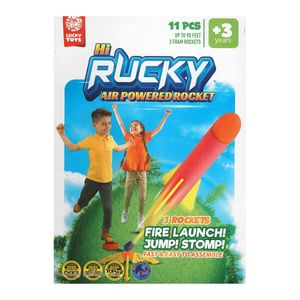 LUCKY
TOYS
11 PCS
UP TO 90 FEET
3 FOAM ROCKETS
+3
years
Hi
RUCKY
AIR POWERED ROCKET
3 ROCKETS
FIRE LAUNCH!
JUMP! STOMP!
FAST & EASY TO ASSEMBLE